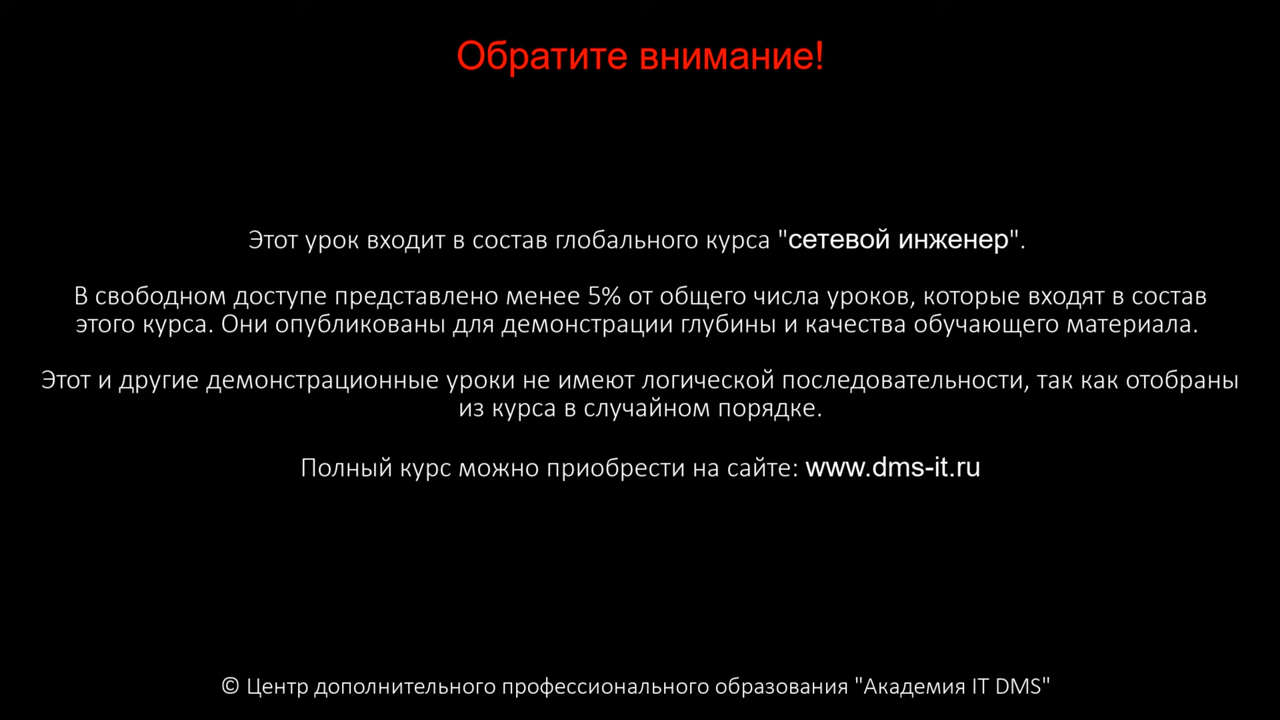 Обратите внимание!
Этот урок входит в состав глобального курса "сетевой инженер".
В свободном доступе представлено менее 5% от общего числа уроков, которые входят в состав
этого курса. Они опубликованы для демонстрации глубины и качества обучающего материала.
Этот и другие демонстрационные уроки не имеют логической последовательности, так как отобраны
из курса в случайном порядке.
Полный курс можно приобрести на сайте: www.dms-it.ru
© Центр дополнительного профессионального образования "Академия IT DMS"